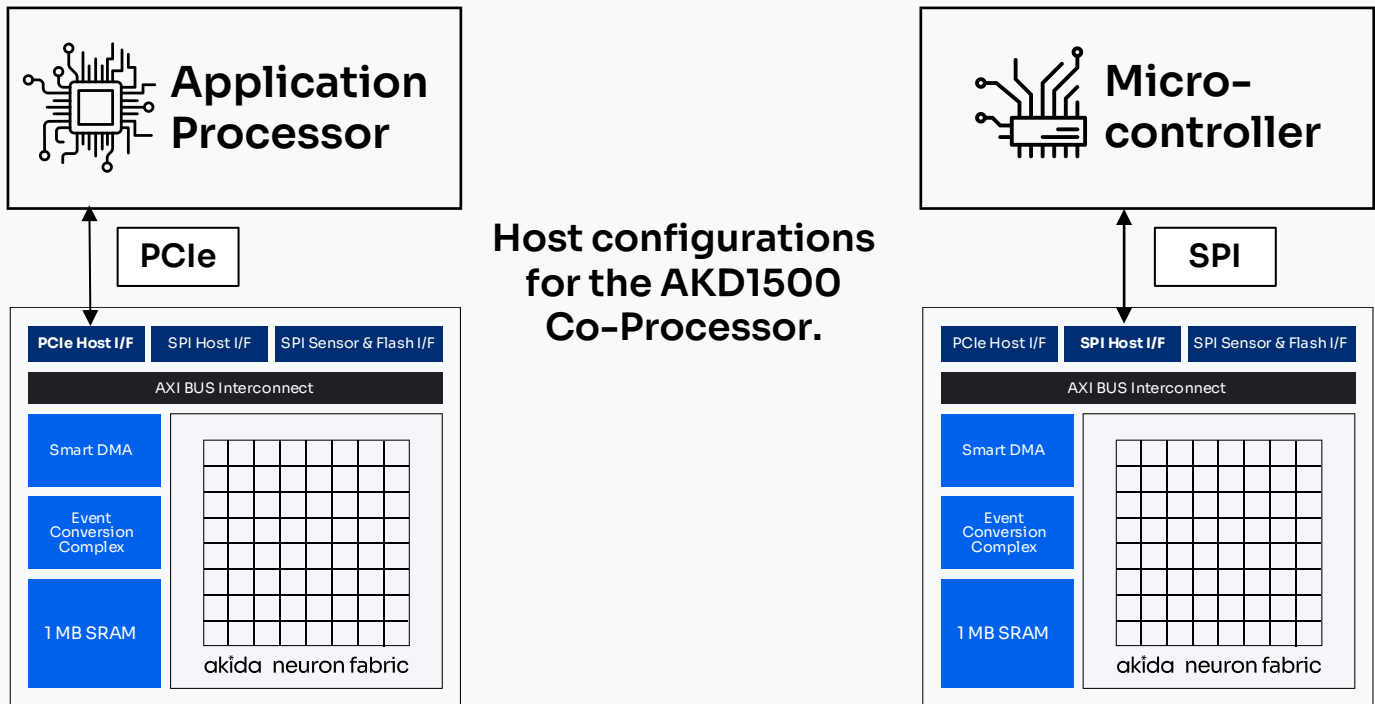 Application
Processor
PCIe
PCIe Host I/F
SPI Host I/F
SPI Sensor & Flash I/F
AXI BUS Interconnect
Smart DMA
Event
Conversion
Complex
1 MB SRAM
akida neuron fabric
Host configurations
for the AKD1500
Co-Processor.
Micro-
controller
SPI
PCIe Host I/F
SPI Host I/F
SPI Sensor & Flash I/F
AXI BUS Interconnect
Smart DMA
Event
Conversion
Complex
1 MB SRAM
akida neuron fabric